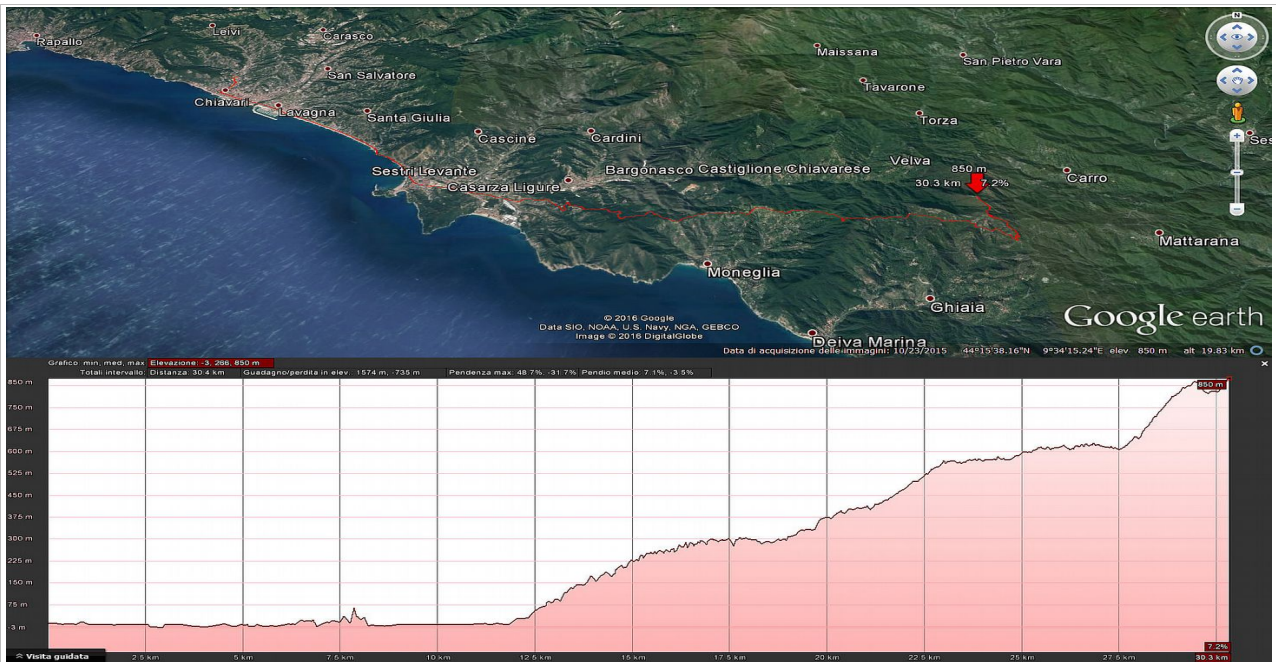 N
Leivi
Rapallo
Carasco
Maissana
San Pietro Vara
San Salvatore
Tavarone
Chiavari
Lavagna
Santa Giulia
Torza
Cascine
Cardini
Ses
Velva
Sestri Levante
Bargonasco Castiglione Chiavarese
850 m
Carro
30.3 km 7.2%
Casarza Ligure
Mattarana
Moneglia
Ghiaia
© 2016 Google
Data SIO, NOAA, U.S. Navy, NGA, GEBCO
Image © 2016 DigitalGlobe
Google earth
Deiva Marina
Data di acquisizione delle immagini: 10/23/2015 44°15'38.16"N 9°34'15.24"E elev 850 m alt 19.83 km
Grafico: min, med, max Elevazione: -3, 266, 850 m
Totali intervallo: Distanza: 30.4 km Guadagno/perdita in elev. 1574 m, -735 m Pendenza max: 48.7%, -31.7% Pendio medio: 7.1%, -3.5%
850 m
850 m
750 m
675 m
600 m
525 m
450 m
375 m
300 m
225 m
150 m
75 m
-3 m
7.2%
Visita guidata 2.5 km 5 km 7.5 km 10 km 12.5 km 15 km 17.5 km 20 km 22.5 km 25 km 27.5 km 30.3 km